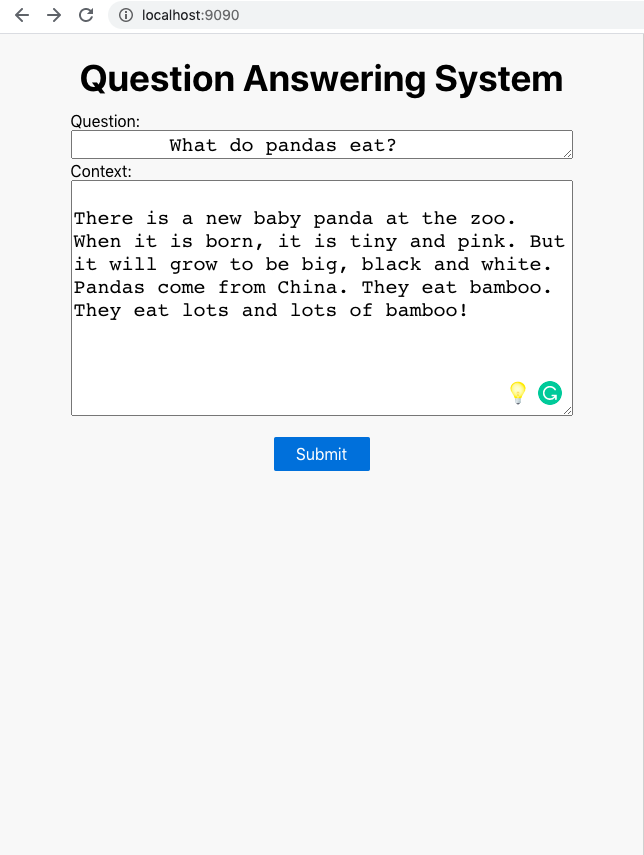 localhost:9090
Question Answering System
Question:
What do pandas eat?
Context:
There is a new baby panda at the zoo.
When it is born, it is tiny and pink. But
it will grow to be big, black and white.
Pandas come from China. They eat bamboo.
They eat lots and lots of bamboo!
Submit